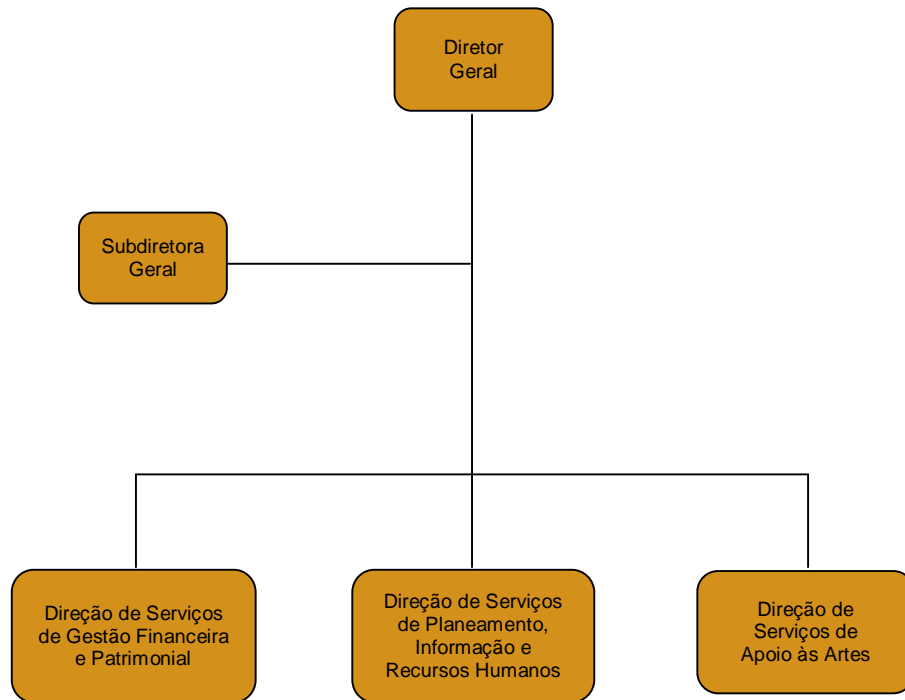 Diretor
Geral
Subdiretora
Geral
Direção de Serviços
de Gestão Financeira
e Patrimonial
Direção de Serviços
de Planeamento,
Informação e
Recursos Humanos
Direção de
Serviços de
Apoio às Artes